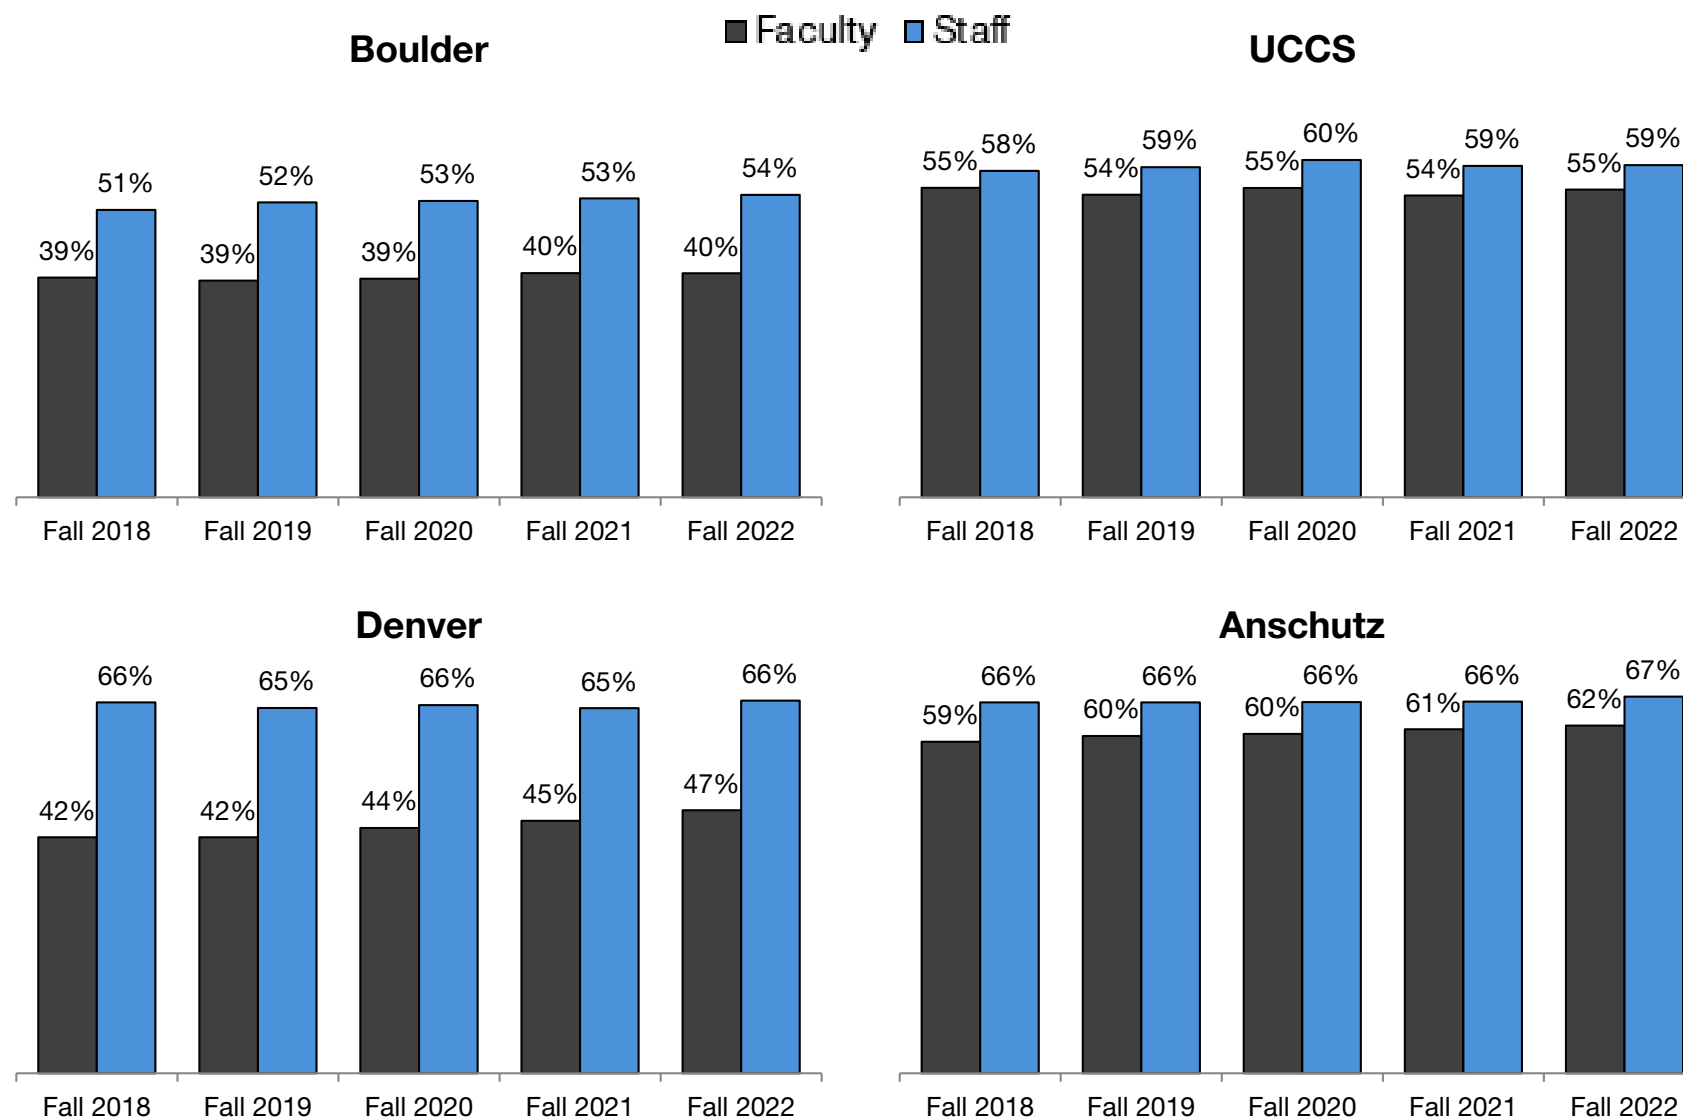 Faculty Staff
Boulder
51% 52% 53% 53% 54%
39% 39% 39% 40% 40%
Fall 2018 Fall 2019 Fall 2020 Fall 2021 Fall 2022
UCCS
58% 59% 60% 59% 59%
55% 54% 55% 54% 55%
Fall 2018 Fall 2019 Fall 2020 Fall 2021 Fall 2022
Denver
66% 65% 66% 65% 66%
42% 42% 44% 45% 47%
Fall 2018 Fall 2019 Fall 2020 Fall 2021 Fall 2022
Anschutz
66% 66% 66% 66% 67%
59% 60% 60% 61% 62%
Fall 2018 Fall 2019 Fall 2020 Fall 2021 Fall 2022